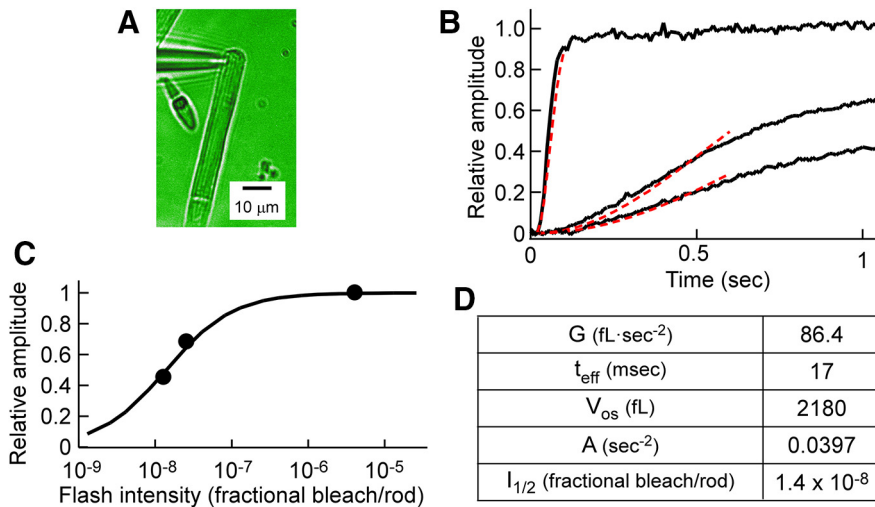 A
10 μm
B
Relative amplitude
1.0
0.8
0.6
0.4
0.2
0
0
0.5
1
Time (sec)
C
Relative amplitude
1
0.8
0.6
0.4
0.2
0
10⁻⁹ 10⁻⁸ 10⁻⁷ 10⁻⁶ 10⁻⁵
Flash intensity (fractional bleach/rod)
D
G (fL·sec⁻²) 86.4
t_eff (msec) 17
V_os (fL) 2180
A (sec⁻²) 0.0397
I_1/2 (fractional bleach/rod) 1.4 x 10⁻⁸